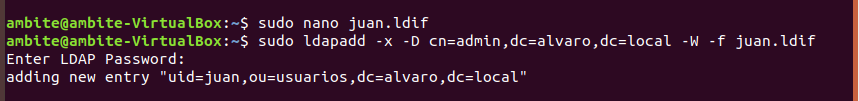 ambite@ambite-VirtualBox:~$ sudo nano juan.ldif
ambite@ambite-VirtualBox:~$ sudo ldapadd -x -D cn=admin,dc=alvaro,dc=local -W -f juan.ldif
Enter LDAP Password:
adding new entry "uid=juan,ou=usuarios,dc=alvaro,dc=local"